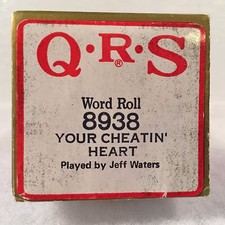 Q·R·S
®
Word Roll
8938
YOUR CHEATIN'
HEART
Played by Jeff Waters